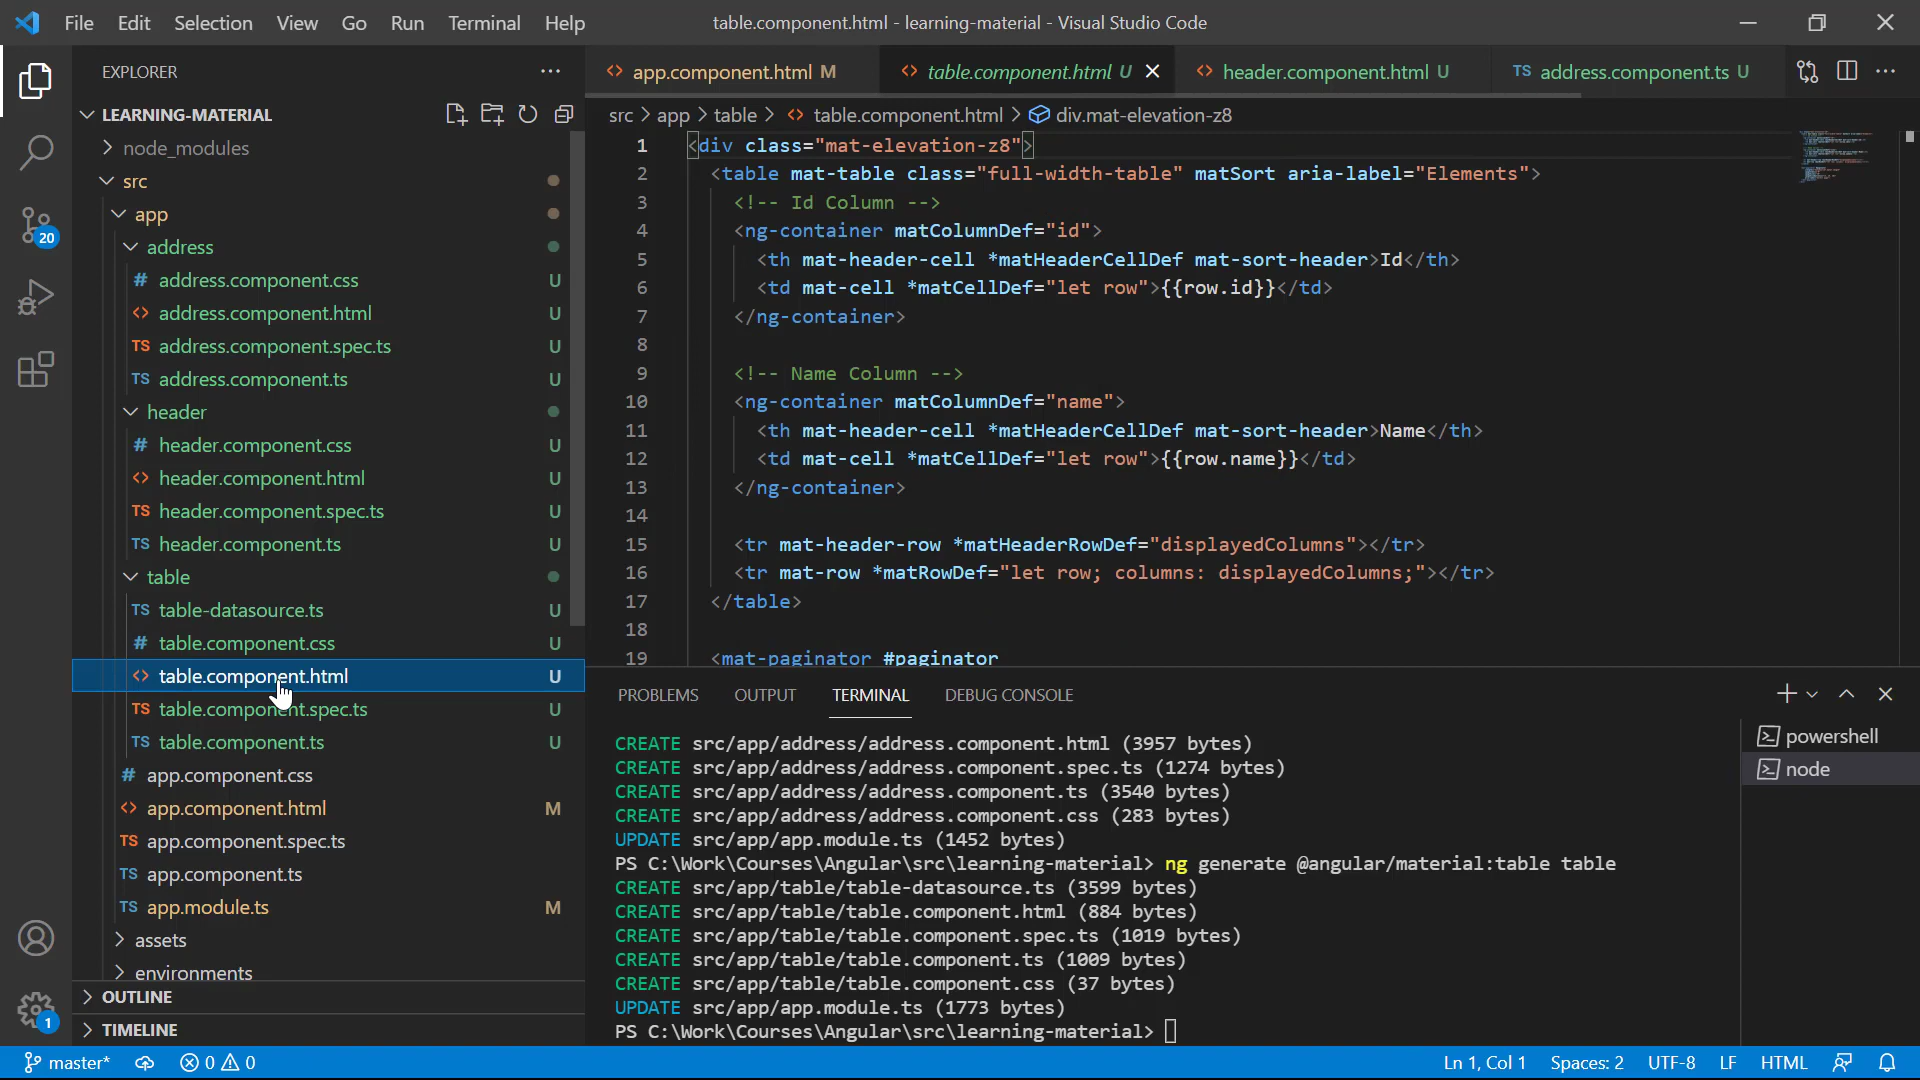 File Edit Selection View Go Run Terminal Help
table.component.html - learning-material - Visual Studio Code
EXPLORER
LEARNING-MATERIAL
node_modules
src
app
address
address.component.css U
address.component.html U
address.component.spec.ts U
address.component.ts U
header
header.component.css U
header.component.html U
header.component.spec.ts U
header.component.ts U
table
table-datasource.ts U
table.component.css U
table.component.html U
table.component.spec.ts U
table.component.ts U
app.component.css
app.component.html M
app.component.spec.ts
app.component.ts
app.module.ts M
assets
environments
OUTLINE
TIMELINE
20
1
app.component.html M
table.component.html U
header.component.html U
TS address.component.ts U
src > app > table > table.component.html > div.mat-elevation-z8
1 <div class="mat-elevation-z8">
2 <table mat-table class="full-width-table" matSort aria-label="Elements">
3 <!-- Id Column -->
4 <ng-container matColumnDef="id">
5 <th mat-header-cell *matHeaderCellDef mat-sort-header>Id</th>
6 <td mat-cell *matCellDef="let row">{{row.id}}</td>
7 </ng-container>
8
9 <!-- Name Column -->
10 <ng-container matColumnDef="name">
11 <th mat-header-cell *matHeaderCellDef mat-sort-header>Name</th>
12 <td mat-cell *matCellDef="let row">{{row.name}}</td>
13 </ng-container>
14
15 <tr mat-header-row *matHeaderRowDef="displayedColumns"></tr>
16 <tr mat-row *matRowDef="let row; columns: displayedColumns;"></tr>
17 </table>
18
19 <mat-paginator #paginator
PROBLEMS OUTPUT TERMINAL DEBUG CONSOLE
CREATE src/app/address/address.component.html (3957 bytes)
CREATE src/app/address/address.component.spec.ts (1274 bytes)
CREATE src/app/address/address.component.ts (3540 bytes)
CREATE src/app/address/address.component.css (283 bytes)
UPDATE src/app/app.module.ts (1452 bytes)
PS C:\Work\Courses\Angular\src\learning-material> ng generate @angular/material:table table
CREATE src/app/table/table-datasource.ts (3599 bytes)
CREATE src/app/table/table.component.html (884 bytes)
CREATE src/app/table/table.component.spec.ts (1019 bytes)
CREATE src/app/table/table.component.ts (1009 bytes)
CREATE src/app/table/table.component.css (37 bytes)
UPDATE src/app/app.module.ts (1773 bytes)
PS C:\Work\Courses\Angular\src\learning-material>
powershell
node
master* 0 0
Ln 1, Col 1 Spaces: 2 UTF-8 LF HTML